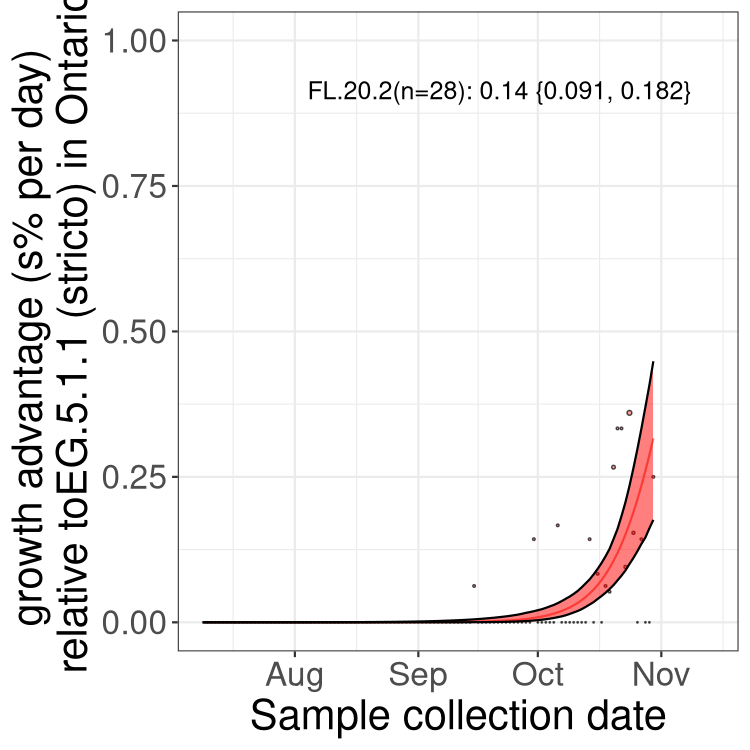 growth advantage (s% per day)
relative toEG.5.1.1 (stricto) in Ontario
1.00
0.75
0.50
0.25
0.00
FL.20.2(n=28): 0.14 {0.091, 0.182}
Aug
Sep
Oct
Nov
Sample collection date